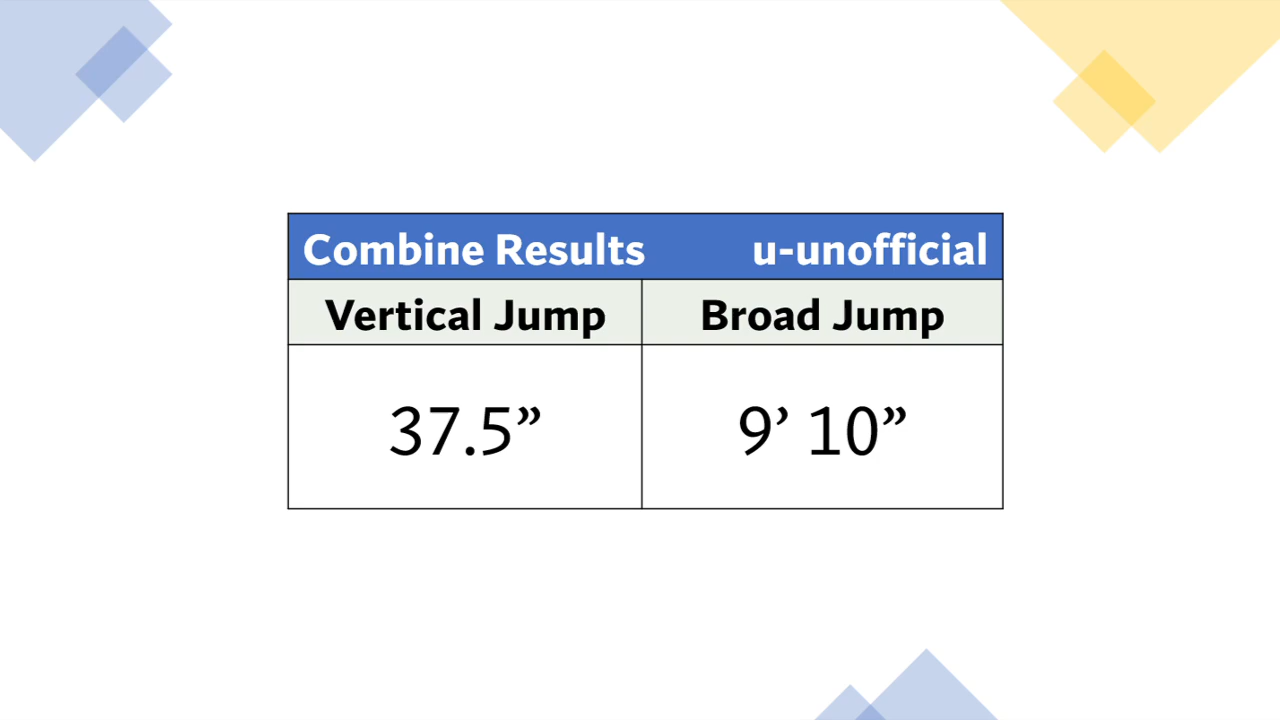 Combine Results u-unofficial
Vertical Jump Broad Jump
37.5” 9’ 10”